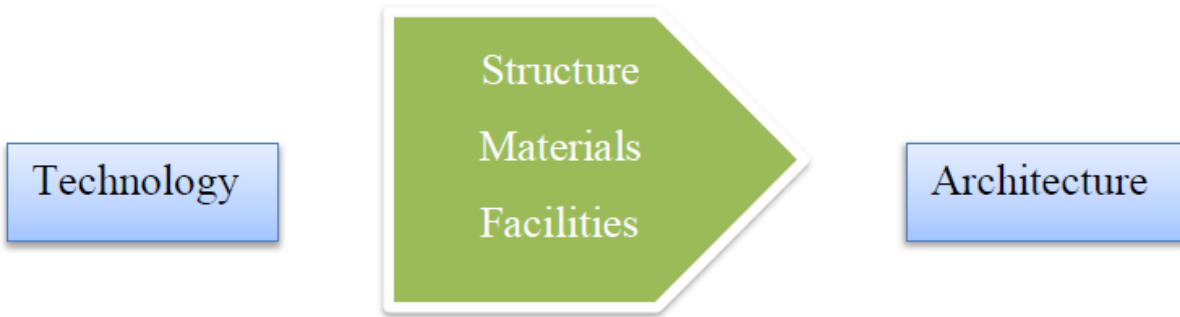 Technology
Structure
Materials
Facilities
Architecture